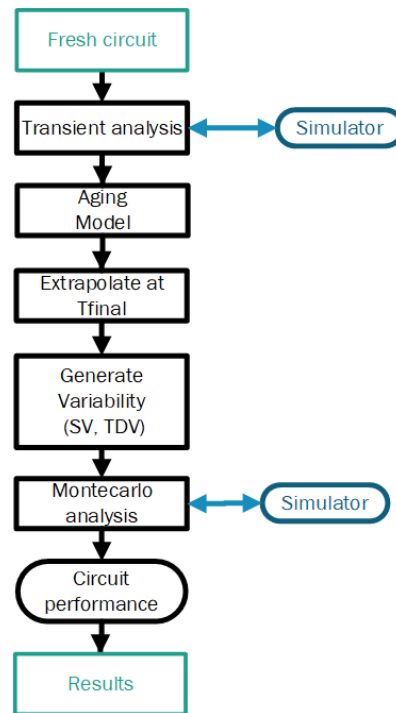 Fresh circuit
Transient analysis
Simulator
Aging
Model
Extrapolate at
Tfinal
Generate
Variability
(SV, TDV)
Montecarlo
analysis
Simulator
Circuit
performance
Results